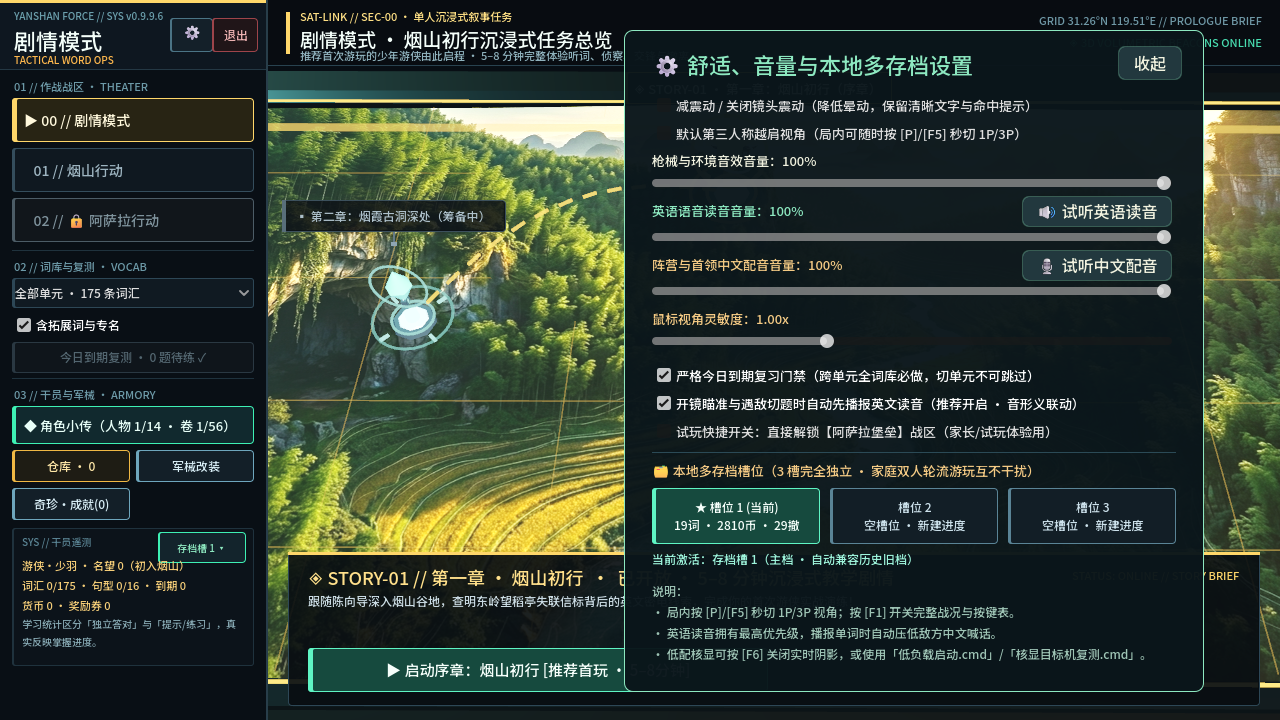 YANSHAN FORCE // SYS v0.9.9.6
剧情模式
TACTICAL WORD OPS
退出
01 // 作战战区 · THEATER
▶ 00 // 剧情模式
01 // 烟山行动
02 // 🔒 阿萨拉行动
02 // 词库与复测 · VOCAB
全部单元 · 175 条词汇
含拓展词与专名
今日到期复测 · 0 题待练 ✓
03 // 干员与军械 · ARMORY
◆ 角色小传（人物 1/14 · 卷 1/56）
仓库 · 0
军械改装
奇珍·成就(0)
SYS // 干员遥测
存档槽 1
游侠·少羽 · 名望 0（初入烟山）
词汇 0/175 · 句型 0/16 · 到期 0
货币 0 · 奖励券 0
学习统计区分「独立答对」与「提示/练习」，真
实反映掌握进度。
SAT-LINK // SEC-00 · 单人沉浸式叙事任务
剧情模式 · 烟山初行沉浸式任务总览
推荐首次游玩的少年游侠由此启程 · 5–8 分钟完整体验听词、侦察
GRID 31.26°N 119.51°E // PROLOGUE BRIEF
NS ONLINE
▪ 第二章：烟霞古洞深处（筹备中）
◈ STORY-01 // 第一章 · 烟山初行 · 已开放 · 5–8 分钟沉浸式教学启程
跟随陈向导深入烟山谷地，查明东岭望稻亭失联信标背后的英
STORY BRIEF
▶ 启动序章：烟山初行 [推荐首玩 · 5–8分钟]
舒适、音量与本地多存档设置
收起
减震动 / 关闭镜头震动（降低晕动，保留清晰文字与命中提示）
默认第三人称越肩视角（局内可随时按 [P]/[F5] 秒切 1P/3P）
枪械与环境音效音量：100%
英语语音读音音量：100%
试听英语读音
阵营与首领中文配音音量：100%
试听中文配音
鼠标视角灵敏度：1.00x
严格今日到期复习门禁（跨单元全词库必做，切单元不可跳过）
开镜瞄准与遇敌切题时自动先播报英文读音（推荐开启 · 音形义联动）
试玩快捷开关：直接解锁【阿萨拉堡垒】战区（家长/试玩体验用）
本地多存档槽位（3 槽完全独立 · 家庭双人轮流游玩互不干扰）
★ 槽位 1 (当前)
19词 · 2810币 · 29撤
槽位 2
空槽位 · 新建进度
槽位 3
空槽位 · 新建进度
当前激活：存档槽 1（主档 · 自动兼容历史旧档）
说明：
· 局内按 [P]/[F5] 秒切 1P/3P 视角；按 [F1] 开关完整战况与按键表。
· 英语读音拥有最高优先级，播报单词时自动压低敌方中文喊话。
· 低配核显可按 [F6] 关闭实时阴影，或使用「低负载启动.cmd」/「核显目标机复测.cmd」。